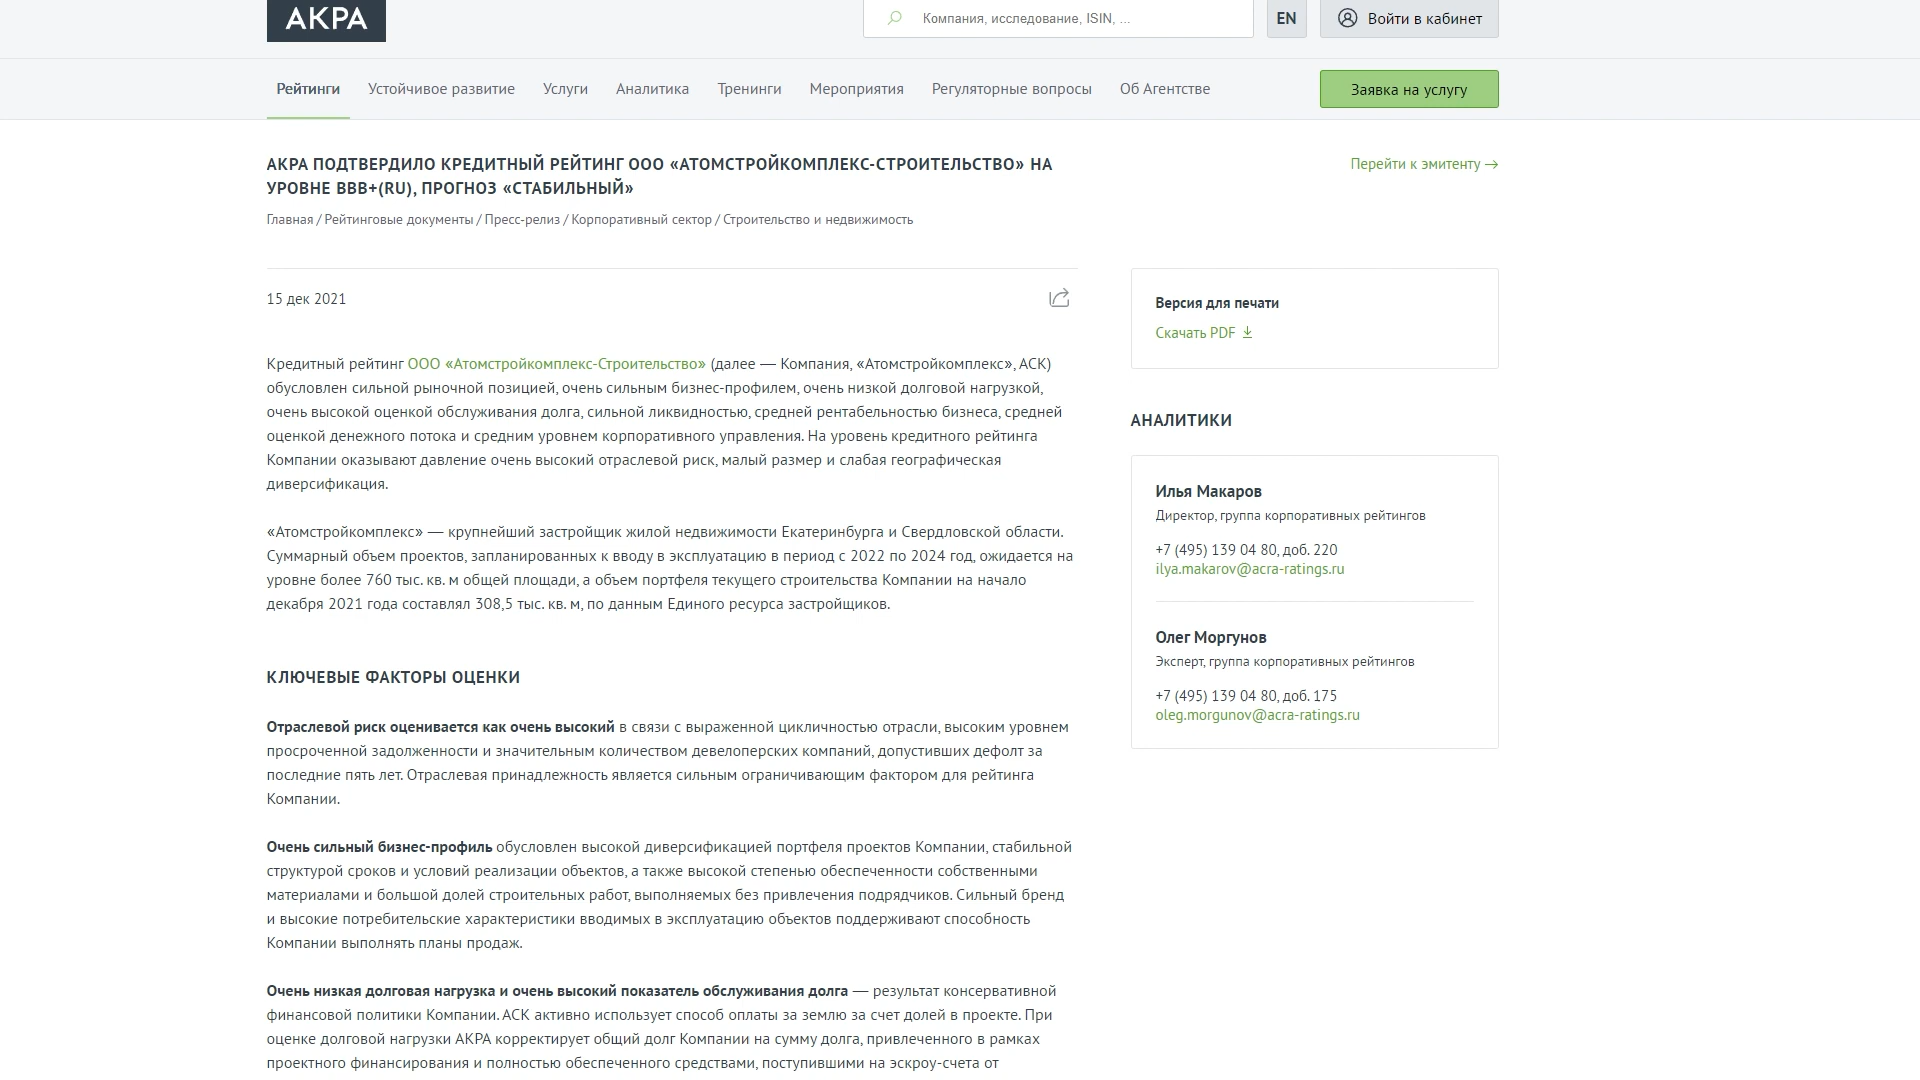 АКРА
Компания, исследование, ISIN, ...
EN
Войти в кабинет
Рейтинги
Устойчивое развитие
Услуги
Аналитика
Тренинги
Мероприятия
Регуляторные вопросы
Об Агентстве
Заявка на услугу
АКРА ПОДТВЕРДИЛО КРЕДИТНЫЙ РЕЙТИНГ ООО «АТОМСТРОЙКОМПЛЕКС-СТРОИТЕЛЬСТВО» НА
УРОВНЕ BBB+(RU), ПРОГНОЗ «СТАБИЛЬНЫЙ»
Перейти к эмитенту →
Главная / Рейтинговые документы / Пресс-релиз / Корпоративный сектор / Строительство и недвижимость
15 дек 2021
Кредитный рейтинг ООО «Атомстройкомплекс-Строительство» (далее — Компания, «Атомстройкомплекс», АСК)
обусловлен сильной рыночной позицией, очень сильным бизнес-профилем, очень низкой долговой нагрузкой,
очень высокой оценкой обслуживания долга, сильной ликвидностью, средней рентабельностью бизнеса, средней
оценкой денежного потока и средним уровнем корпоративного управления. На уровень кредитного рейтинга
Компании оказывают давление очень высокий отраслевой риск, малый размер и слабая географическая
диверсификация.
«Атомстройкомплекс» — крупнейший застройщик жилой недвижимости Екатеринбурга и Свердловской области.
Суммарный объем проектов, запланированных к вводу в эксплуатацию в период с 2022 по 2024 год, ожидается на
уровне более 760 тыс. кв. м общей площади, а объем портфеля текущего строительства Компании на начало
декабря 2021 года составлял 308,5 тыс. кв. м, по данным Единого ресурса застройщиков.
КЛЮЧЕВЫЕ ФАКТОРЫ ОЦЕНКИ
Отраслевой риск оценивается как очень высокий в связи с выраженной цикличностью отрасли, высоким уровнем
просроченной задолженности и значительным количеством девелоперских компаний, допустивших дефолт за
последние пять лет. Отраслевая принадлежность является сильным ограничивающим фактором для рейтинга
Компании.
Очень сильный бизнес-профиль обусловлен высокой диверсификацией портфеля проектов Компании, стабильной
структурой сроков и условий реализации объектов, а также высокой степенью обеспеченности собственными
материалами и большой долей строительных работ, выполняемых без привлечения подрядчиков. Сильный бренд
и высокие потребительские характеристики вводимых в эксплуатацию объектов поддерживают способность
Компании выполнять планы продаж.
Очень низкая долговая нагрузка и очень высокий показатель обслуживания долга — результат консервативной
финансовой политики Компании. АСК активно использует способ оплаты за землю за счет долей в проекте. При
оценке долговой нагрузки АКРА корректирует общий долг Компании на сумму долга, привлеченного в рамках
проектного финансирования и полностью обеспеченного средствами, поступившими на эскроу-счета от
Версия для печати
Скачать PDF
АНАЛИТИКИ
Илья Макаров
Директор, группа корпоративных рейтингов
+7 (495) 139 04 80, доб. 220
ilya.makarov@acra-ratings.ru
Олег Моргунов
Эксперт, группа корпоративных рейтингов
+7 (495) 139 04 80, доб. 175
oleg.morgunov@acra-ratings.ru